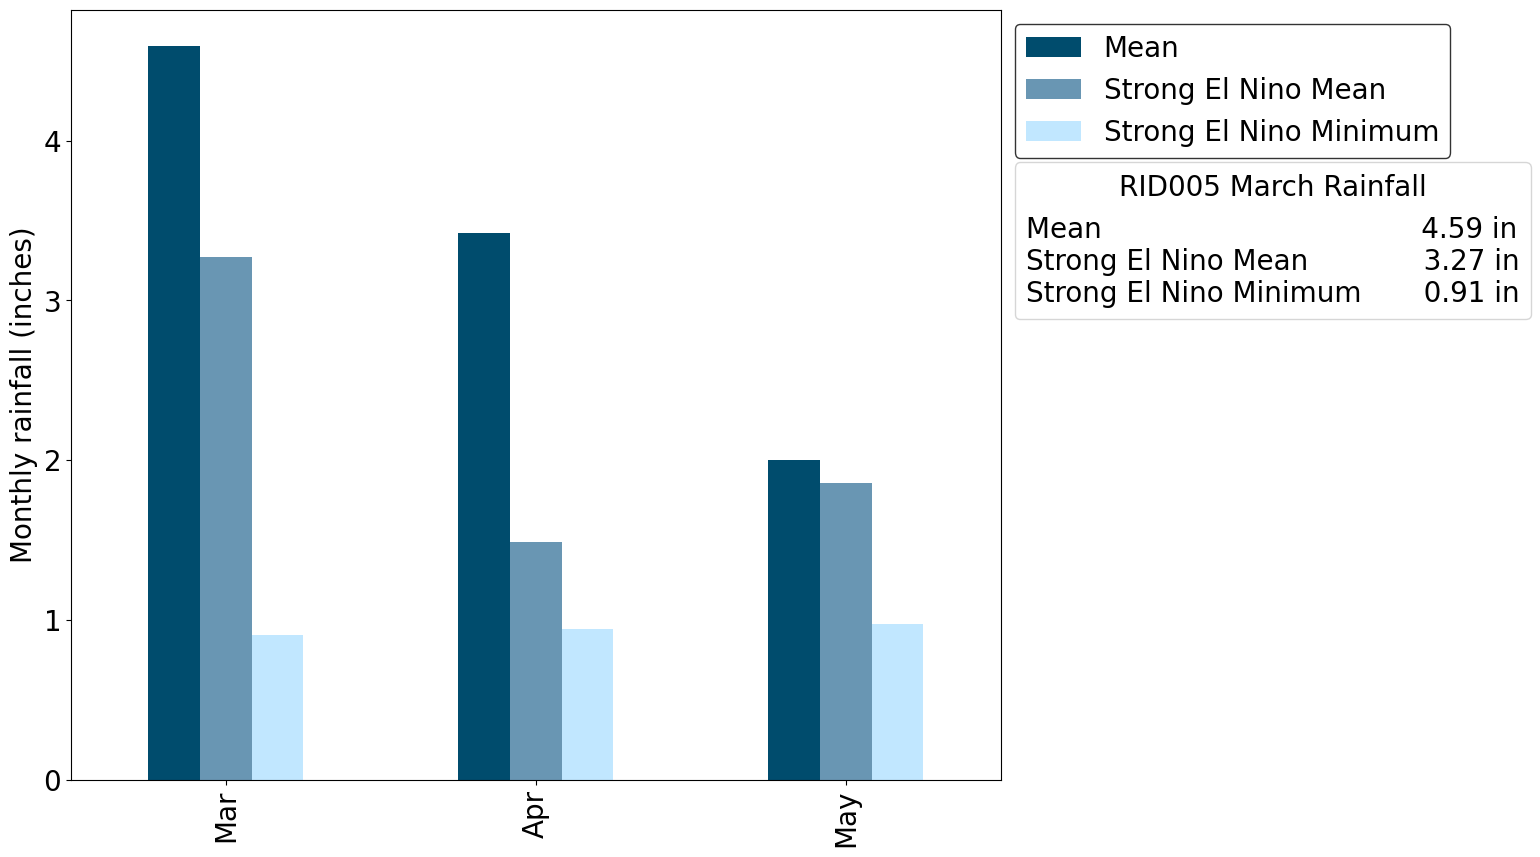 Mean
Strong El Nino Mean
Strong El Nino Minimum
RID005 March Rainfall
Mean 4.59 in
Strong El Nino Mean 3.27 in
Strong El Nino Minimum 0.91 in
Monthly rainfall (inches)
4
3
2
1
0
Mar
Apr
May